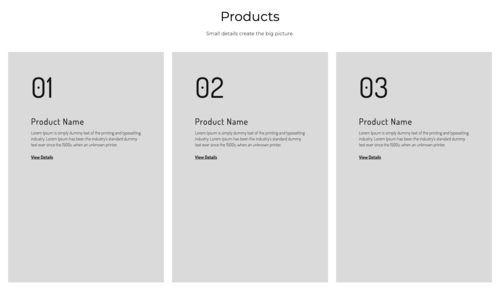 Products
Small details create the big picture.
01
Product Name
Lorem Ipsum is simply dummy text of the printing and typesetting
industry. Lorem Ipsum has been the industry's standard dummy
text ever since the 1500s, when an unknown printer.
View Details
02
Product Name
Lorem Ipsum is simply dummy text of the printing and typesetting
industry. Lorem Ipsum has been the industry's standard dummy
text ever since the 1500s, when an unknown printer.
View Details
03
Product Name
Lorem Ipsum is simply dummy text of the printing and typesetting
industry. Lorem Ipsum has been the industry's standard dummy
text ever since the 1500s, when an unknown printer.
View Details